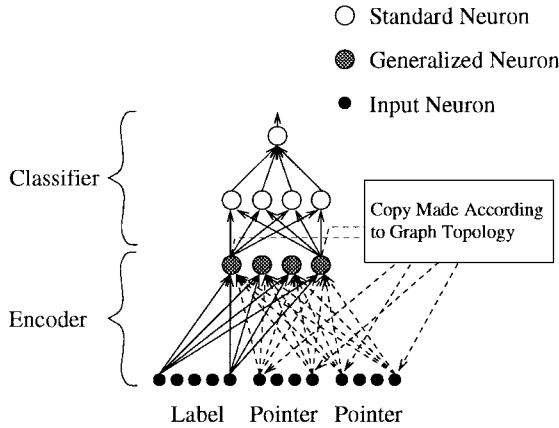 Standard Neuron
Generalized Neuron
Input Neuron
Classifier
Copy Made According
to Graph Topology
Encoder
Label Pointer Pointer